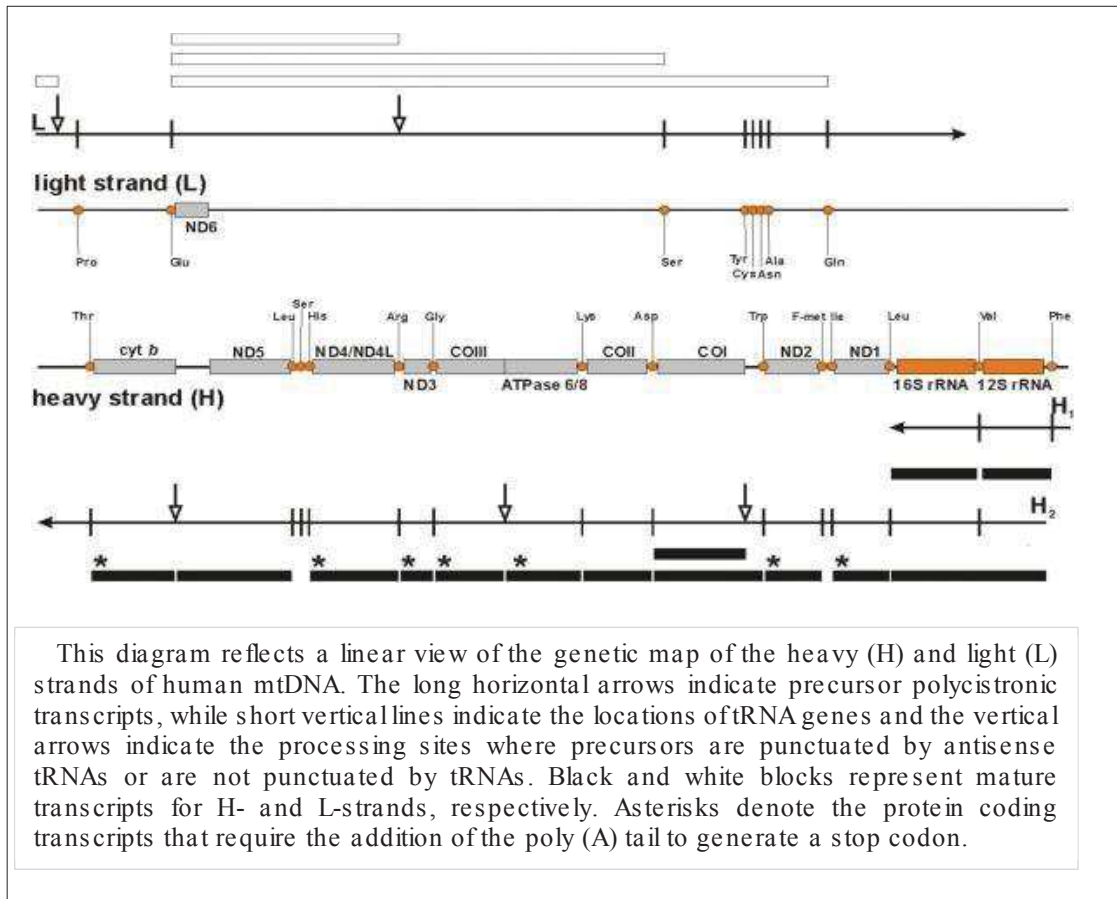 L
light strand (L)
ND6
Pro Glu Ser Tyr Cys Asn Ala Gln
Thr Leu Ser His Arg Gly Lys Asp Trp F-met Ile Leu Val Phe
cyt b ND5 ND4/ND4L COIII COII COI ND2 ND1
ND3 ATPase 6/8 16S rRNA 12S rRNA
heavy strand (H)
H1
H2
* * * * * * *
This diagram reflects a linear view of the genetic map of the heavy (H) and light (L)
strands of human mtDNA. The long horizontal arrows indicate precursor polycistronic
transcripts, while short vertical lines indicate the locations of tRNA genes and the vertical
arrows indicate the processing sites where precursors are punctuated by antisense
tRNAs or are not punctuated by tRNAs. Black and white blocks represent mature
transcripts for H- and L-strands, respectively. Asterisks denote the protein coding
transcripts that require the addition of the poly (A) tail to generate a stop codon.